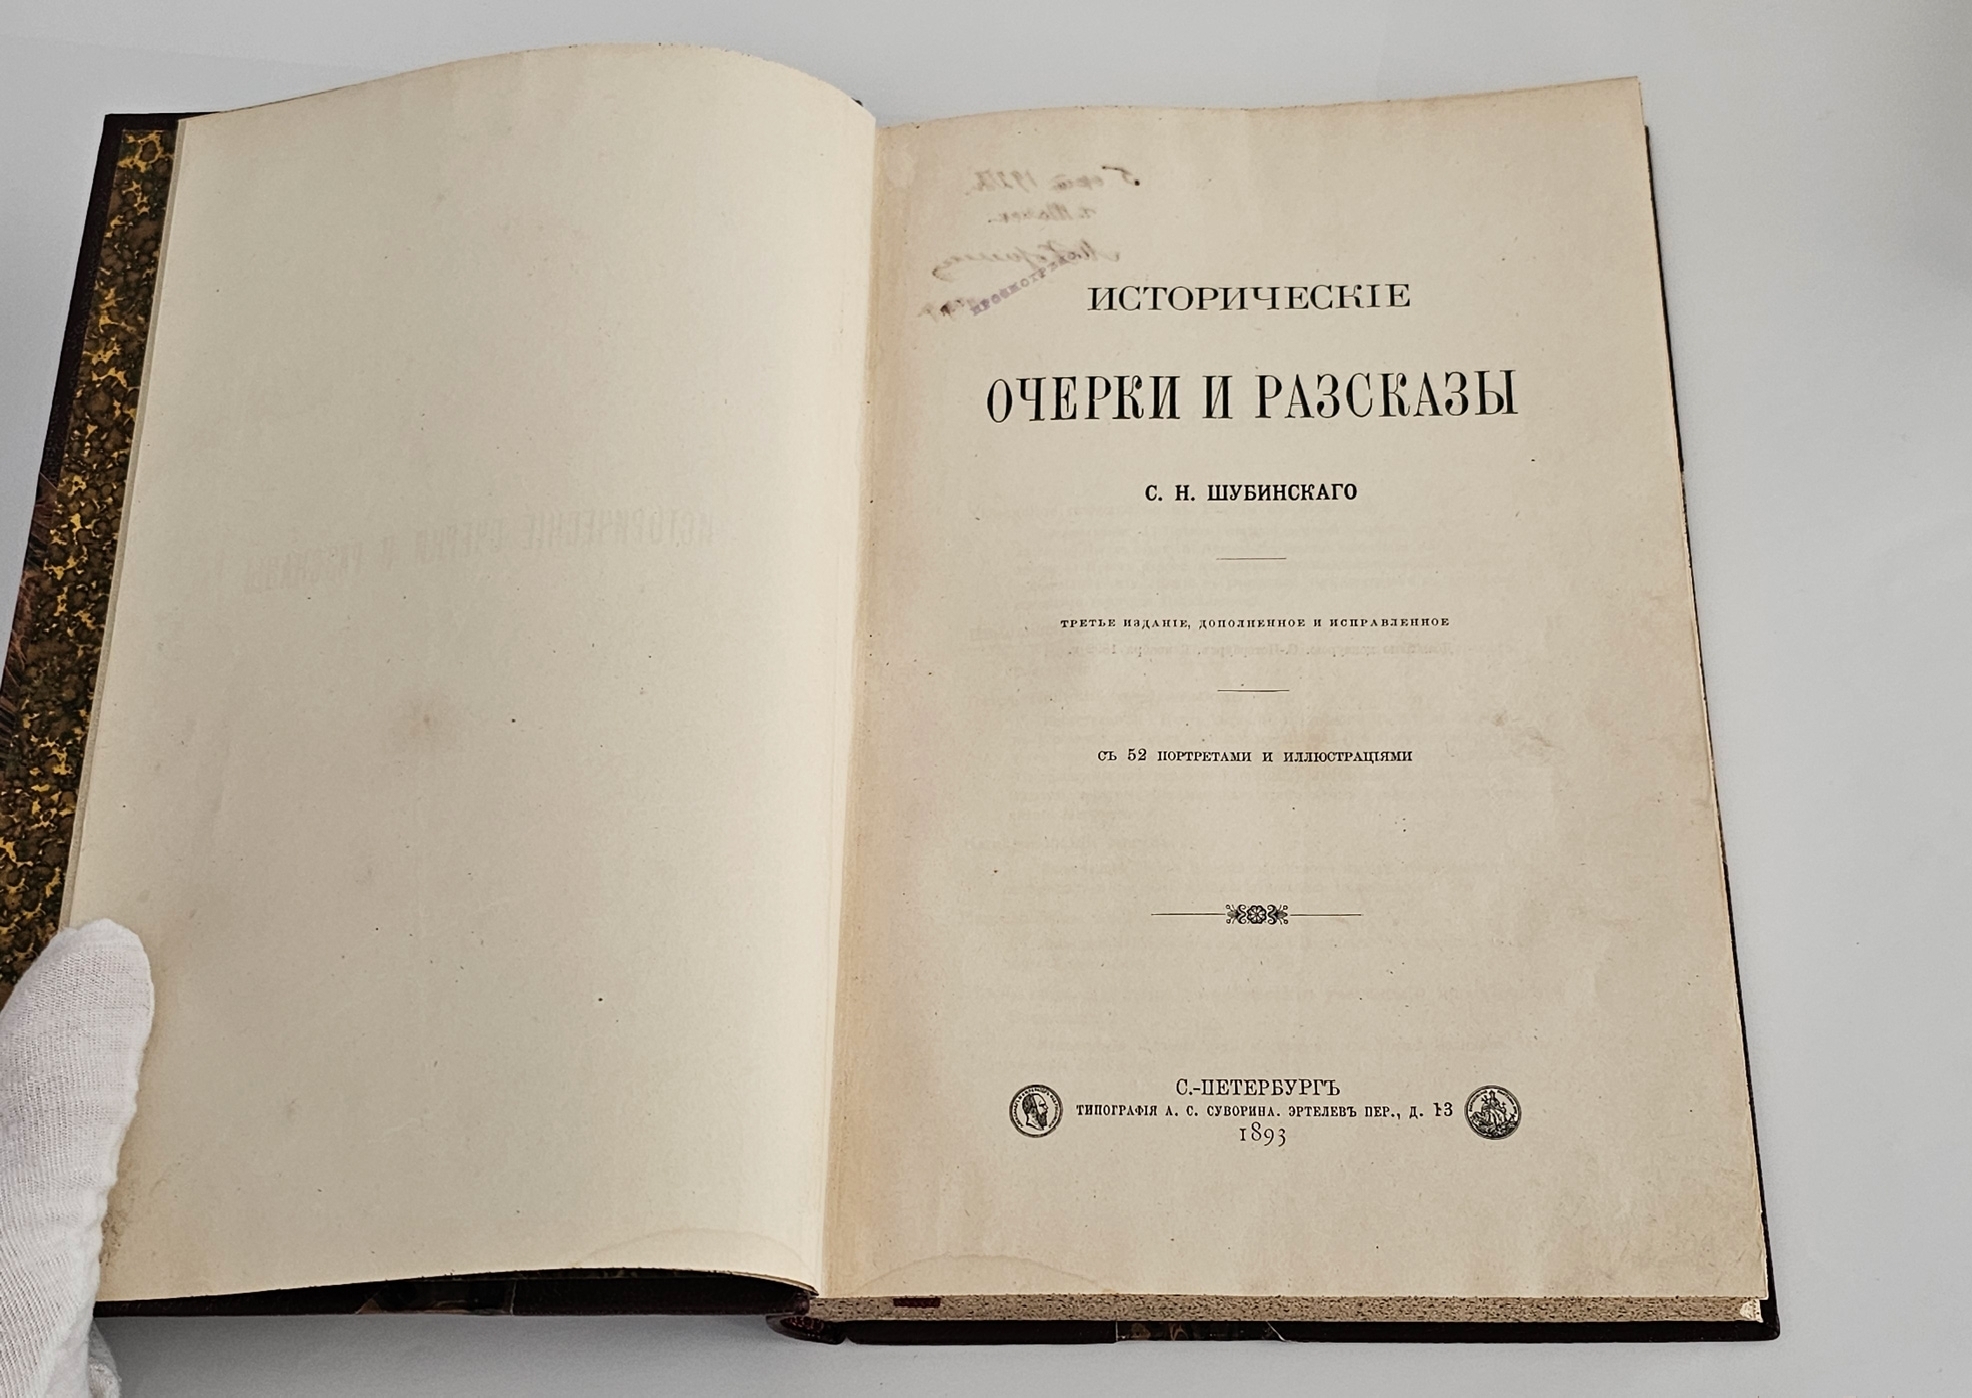 ИСТОРИЧЕСКІЕ
ОЧЕРКИ И РАЗСКАЗЫ
С. Н. ШУБИНСКАГО
ТРЕТЬЕ ИЗДАНІЕ, ДОПОЛНЕННОЕ И ИСПРАВЛЕННОЕ
СЪ 52 ПОРТРЕТАМИ И ИЛЛЮСТРАЦІЯМИ
С.-ПЕТЕРБУРГЪ
ТИПОГРАФІЯ А. С. СУВОРИНА. ЭРТЕЛЕВЪ ПЕР., Д. 13
1893